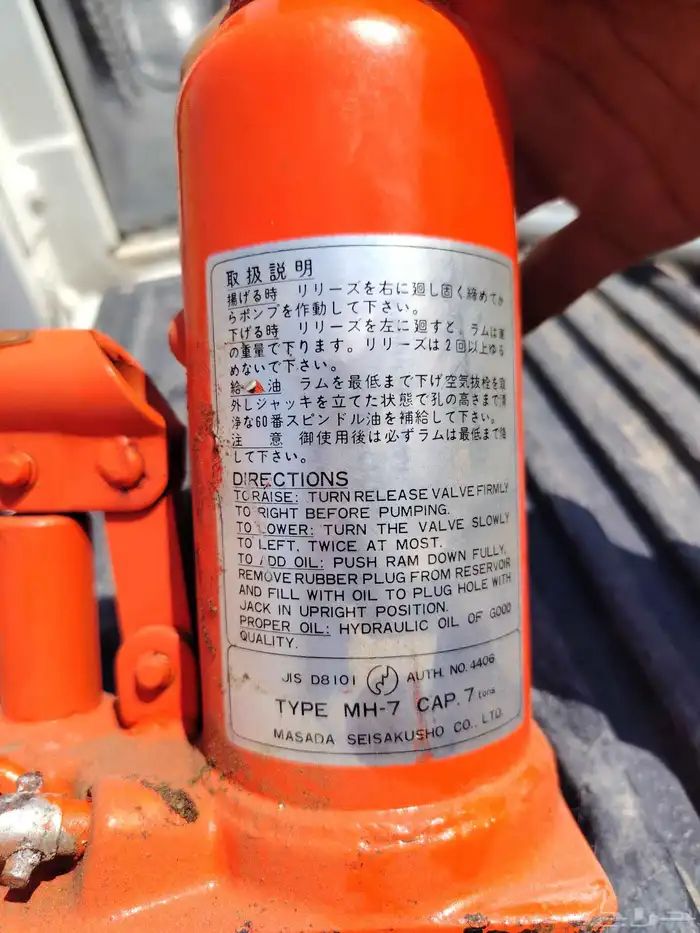 取扱説明
揚げる時 リリーズを右に廻し固く締めてか
らポンプを作動して下さい。
下げる時 リリーズを左に廻すと、ラムは
の重量で下ります。リリーズは2回以上ゆる
めないで下さい。
給 油 ラムを最低まで下げ空気抜栓を取
外しジャッキを立てた状態で孔の高さまで
浄な60番スピンドル油を補給して下さい。
注 意 御使用後は必ずラムは最低まで降
して下さい。
DIRECTIONS
TO RAISE: TURN RELEASE VALVE FIRMLY
TO RIGHT BEFORE PUMPING.
TO LOWER: TURN THE VALVE SLOWLY
TO LEFT, TWICE AT MOST.
TO ADD OIL: PUSH RAM DOWN FULLY,
REMOVE RUBBER PLUG FROM RESERVOIR
AND FILL WITH OIL TO PLUG HOLE WITH
JACK IN UPRIGHT POSITION.
PROPER OIL: HYDRAULIC OIL OF GOOD
QUALITY.
JIS D8101 AUTH. NO. 4406
TYPE MH-7 CAP. 7 tons
MASADA SEISAKUSHO CO., LTD.
حراج